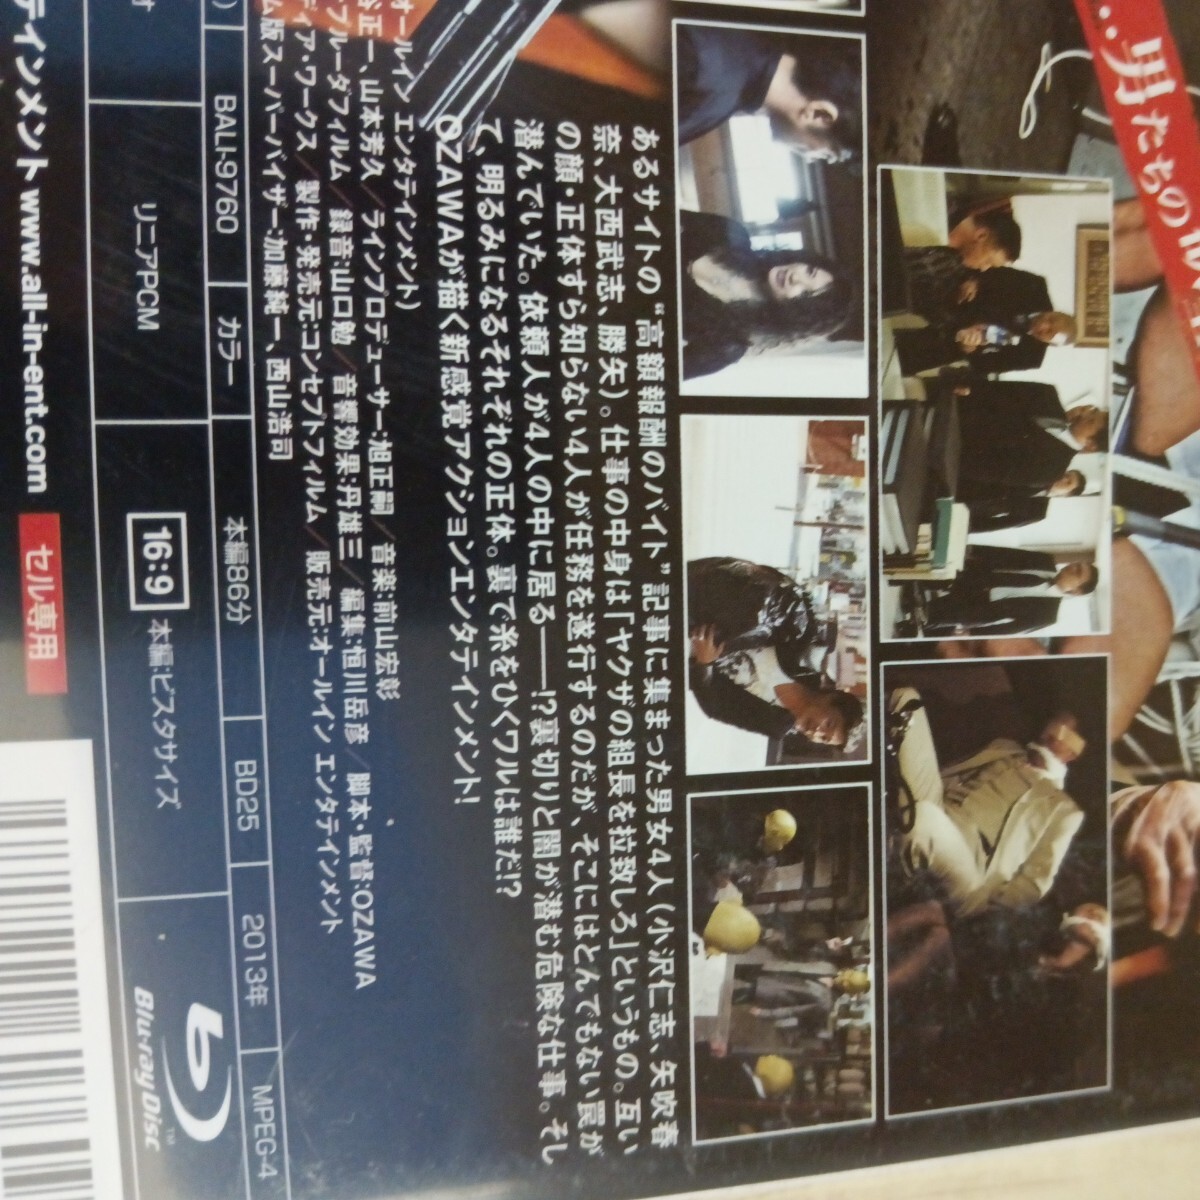 男たちの
あるサイトの“高額報酬のバイト”記事に集まった男女4人（小沢仁志、矢吹春
奈、大西武志、勝矢）。仕事の中身は「ヤクザの組長を拉致しろ」というもの。互い
の顔・正体すら知らない4人が任務を遂行するのだが、そこにはとんでもない罠が
潜んでいた。依頼人が4人の中に居る――!?裏切りと闇が潜む危険な仕事。そし
て、明るみになるそれぞれの正体。裏で糸をひくワルは誰だ!?
OZAWAが描く新感覚アクションエンタテインメント!
オールイン エンタテインメント)
正一、山本芳久／ラインプロデューサー:旭正嗣／音楽:前山宏彰
ブルータフィルム／録音:山口勉／音響効果:丹雄三／編集:恒川岳彦／脚本・監督:OZAWA
ディア・ワークス／製作・発売元:コンセプトフィルム／販売元:オールイン エンタテインメント
版スーパーバイザー:加藤純一、西山浩司
BALI-9760 カラー 本編86分 BD25 2013年 MPEG-4
リニアPCM 16:9 本編:ビスタサイズ Blu-ray Disc™
ティンメント www.all-in-ent.com セル専用